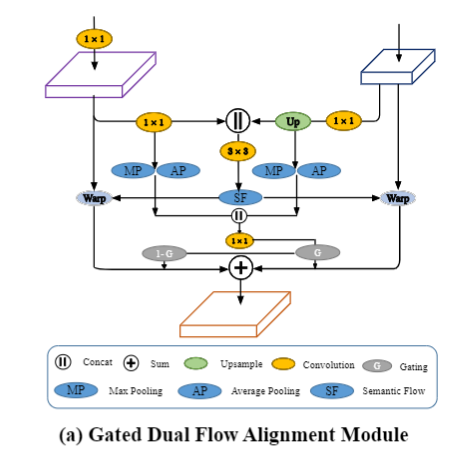 1×1
1×1
Up
1×1
3×3
MP
AP
MP
AP
Warp
SF
Warp
1×1
1-G
G
Concat
Sum
Upsample
Convolution
G
Gating
MP
Max Pooling
AP
Average Pooling
SF
Semantic Flow
(a) Gated Dual Flow Alignment Module